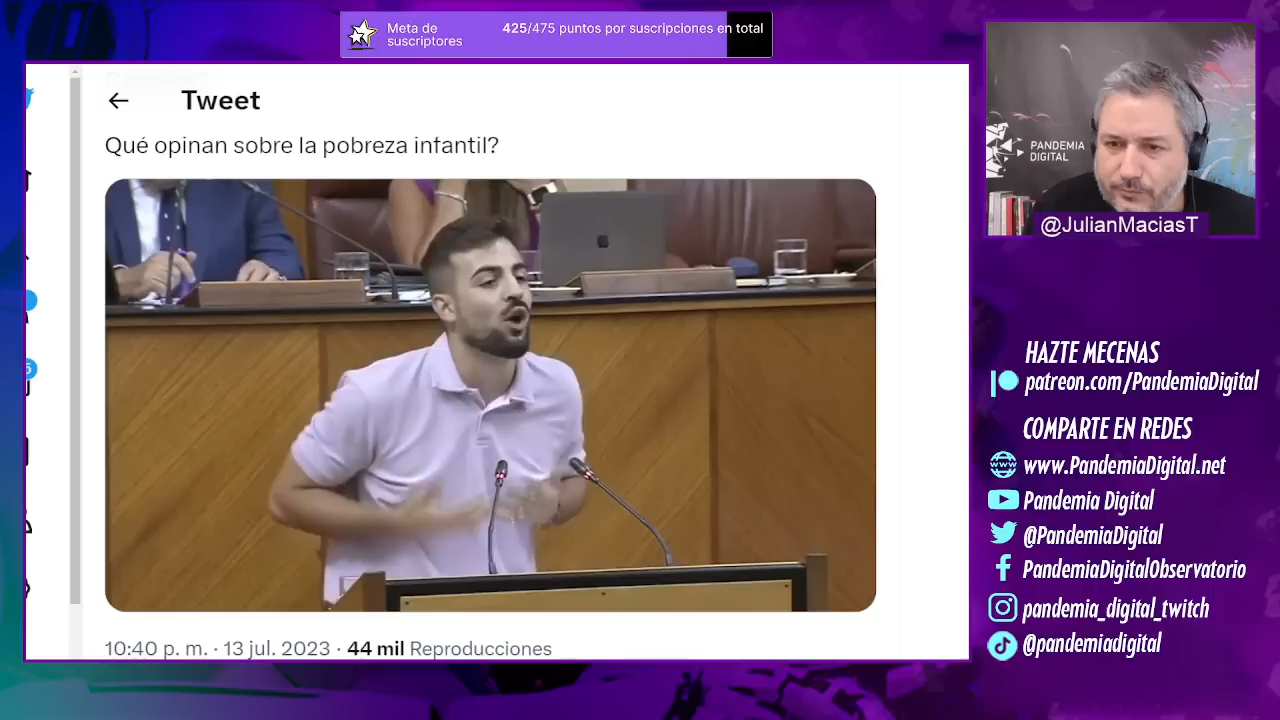 Meta de
suscriptores
425/475 puntos por suscripciones en total
Tweet
Qué opinan sobre la pobreza infantil?
10:40 p. m. · 13 jul. 2023 · 44 mil Reproducciones
PANDEMIA
DIGITAL
@JulianMaciasT
HAZTE MECENAS
patreon.com/PandemiaDigital
COMPARTE EN REDES
www.PandemiaDigital.net
Pandemia Digital
@PandemiaDigital
PandemiaDigitalObservatorio
pandemia_digital_twitch
@pandemiadigital